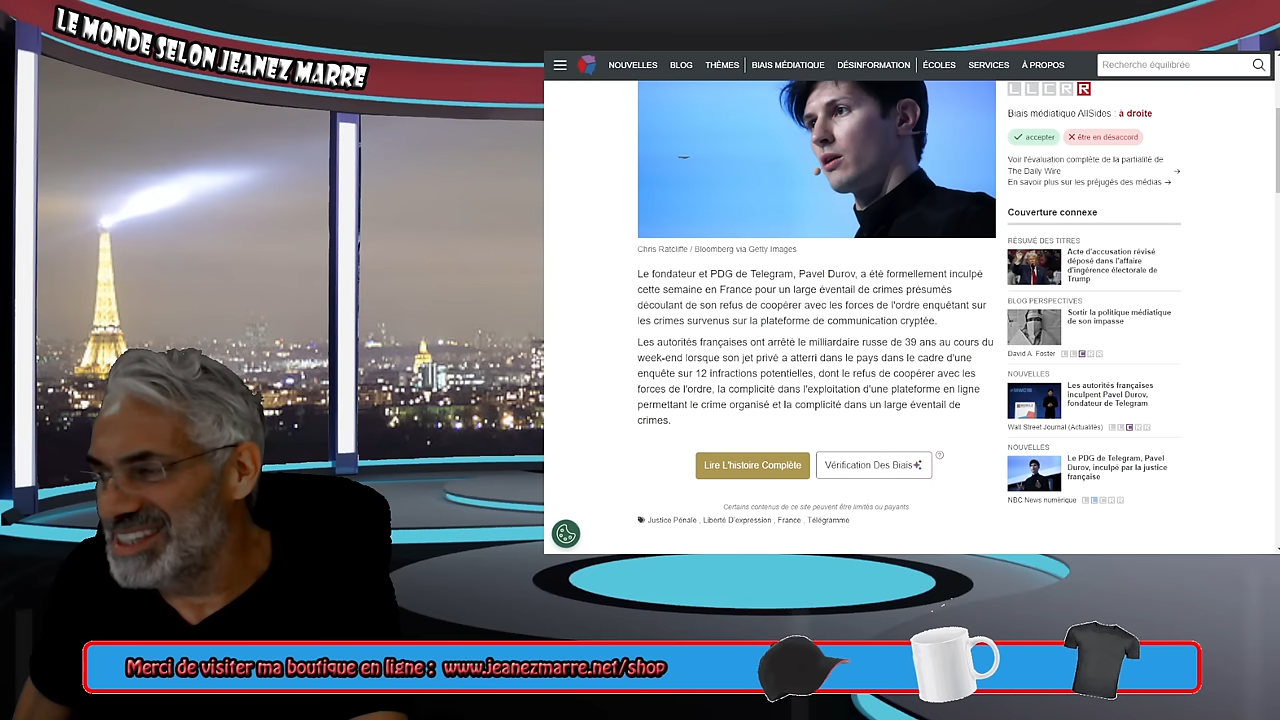 LE MONDE SELON JEANEZ MARRE
NOUVELLES BLOG THÈMES BIAIS MÉDIATIQUE DÉSINFORMATION ÉCOLES SERVICES À PROPOS
Recherche équilibrée
L L C R R
Biais médiatique AllSides : à droite
accepter être en désaccord
Voir l'évaluation complète de la partialité de
The Daily Wire →
En savoir plus sur les préjugés des médias →
Chris Ratcliffe / Bloomberg via Getty Images
Le fondateur et PDG de Telegram, Pavel Durov, a été formellement inculpé
cette semaine en France pour un large éventail de crimes présumés
découlant de son refus de coopérer avec les forces de l'ordre enquêtant sur
les crimes survenus sur la plateforme de communication cryptée.
Les autorités françaises ont arrêté le milliardaire russe de 39 ans au cours du
week-end lorsque son jet privé a atterri dans le pays dans le cadre d'une
enquête sur 12 infractions potentielles, dont le refus de coopérer avec les
forces de l'ordre, la complicité dans l'exploitation d'une plateforme en ligne
permettant le crime organisé et la complicité dans un large éventail de
crimes.
Lire L'histoire Complète
Vérification Des Biais
Certains contenus de ce site peuvent être limités ou payants.
Justice Pénale , Liberté D'expression , France , Télégramme
Couverture connexe
RÉSUMÉ DES TITRES
Acte d'accusation révisé
déposé dans l'affaire
d'ingérence électorale de
Trump
BLOG PERSPECTIVES
Sortir la politique médiatique
de son impasse
David A. Foster
NOUVELLES
Les autorités françaises
inculpent Pavel Durov,
fondateur de Telegram
Wall Street Journal (Actualités)
NOUVELLES
Le PDG de Telegram, Pavel
Durov, inculpé par la justice
française
NBC News numérique
Merci de visiter ma boutique en ligne : www.jeanezmarre.net/shop